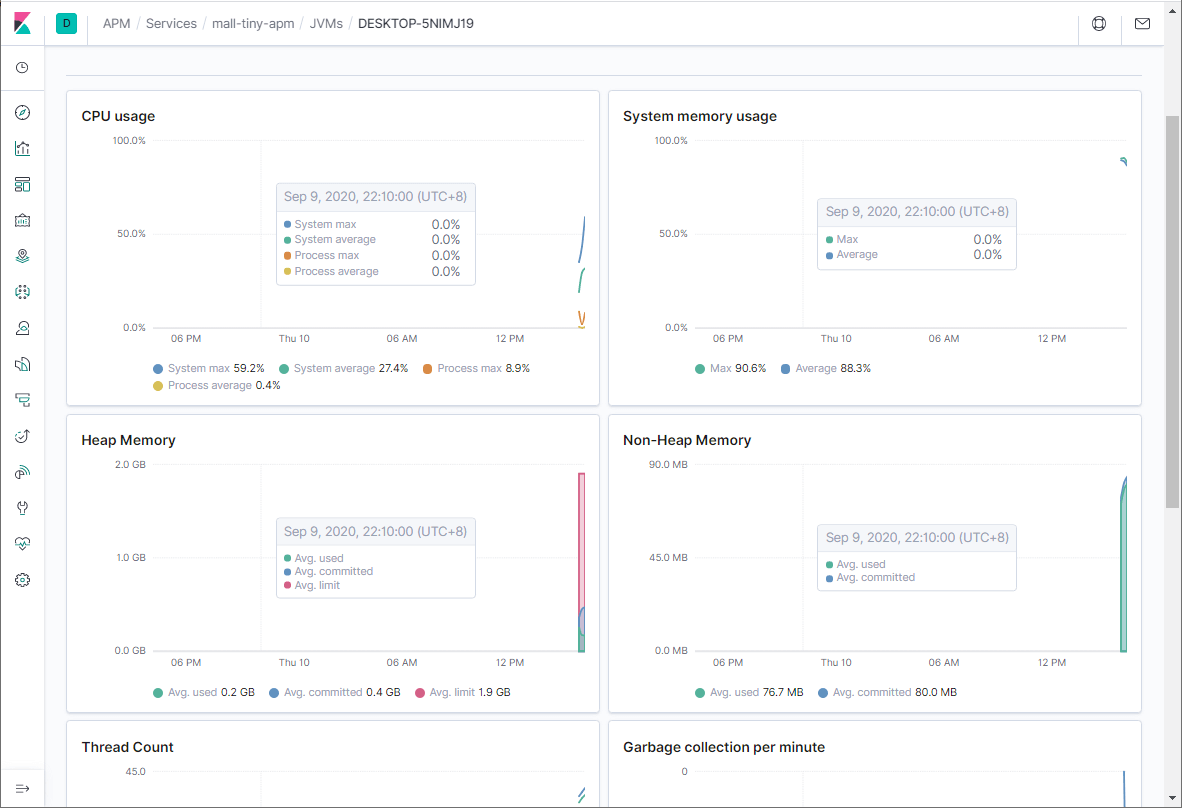 D APM / Services / mall-tiny-apm / JVMs / DESKTOP-5NIMJ19
CPU usage
100.0%
50.0%
0.0%
Sep 9, 2020, 22:10:00 (UTC+8)
System max 0.0%
System average 0.0%
Process max 0.0%
Process average 0.0%
06 PM Thu 10 06 AM 12 PM
System max 59.2% System average 27.4% Process max 8.9%
Process average 0.4%
System memory usage
100.0%
50.0%
0.0%
Sep 9, 2020, 22:10:00 (UTC+8)
Max 0.0%
Average 0.0%
06 PM Thu 10 06 AM 12 PM
Max 90.6% Average 88.3%
Heap Memory
2.0 GB
1.0 GB
0.0 GB
Sep 9, 2020, 22:10:00 (UTC+8)
Avg. used
Avg. committed
Avg. limit
06 PM Thu 10 06 AM 12 PM
Avg. used 0.2 GB Avg. committed 0.4 GB Avg. limit 1.9 GB
Non-Heap Memory
90.0 MB
45.0 MB
0.0 MB
Sep 9, 2020, 22:10:00 (UTC+8)
Avg. used
Avg. committed
06 PM Thu 10 06 AM 12 PM
Avg. used 76.7 MB Avg. committed 80.0 MB
Thread Count
45.0
Garbage collection per minute
0